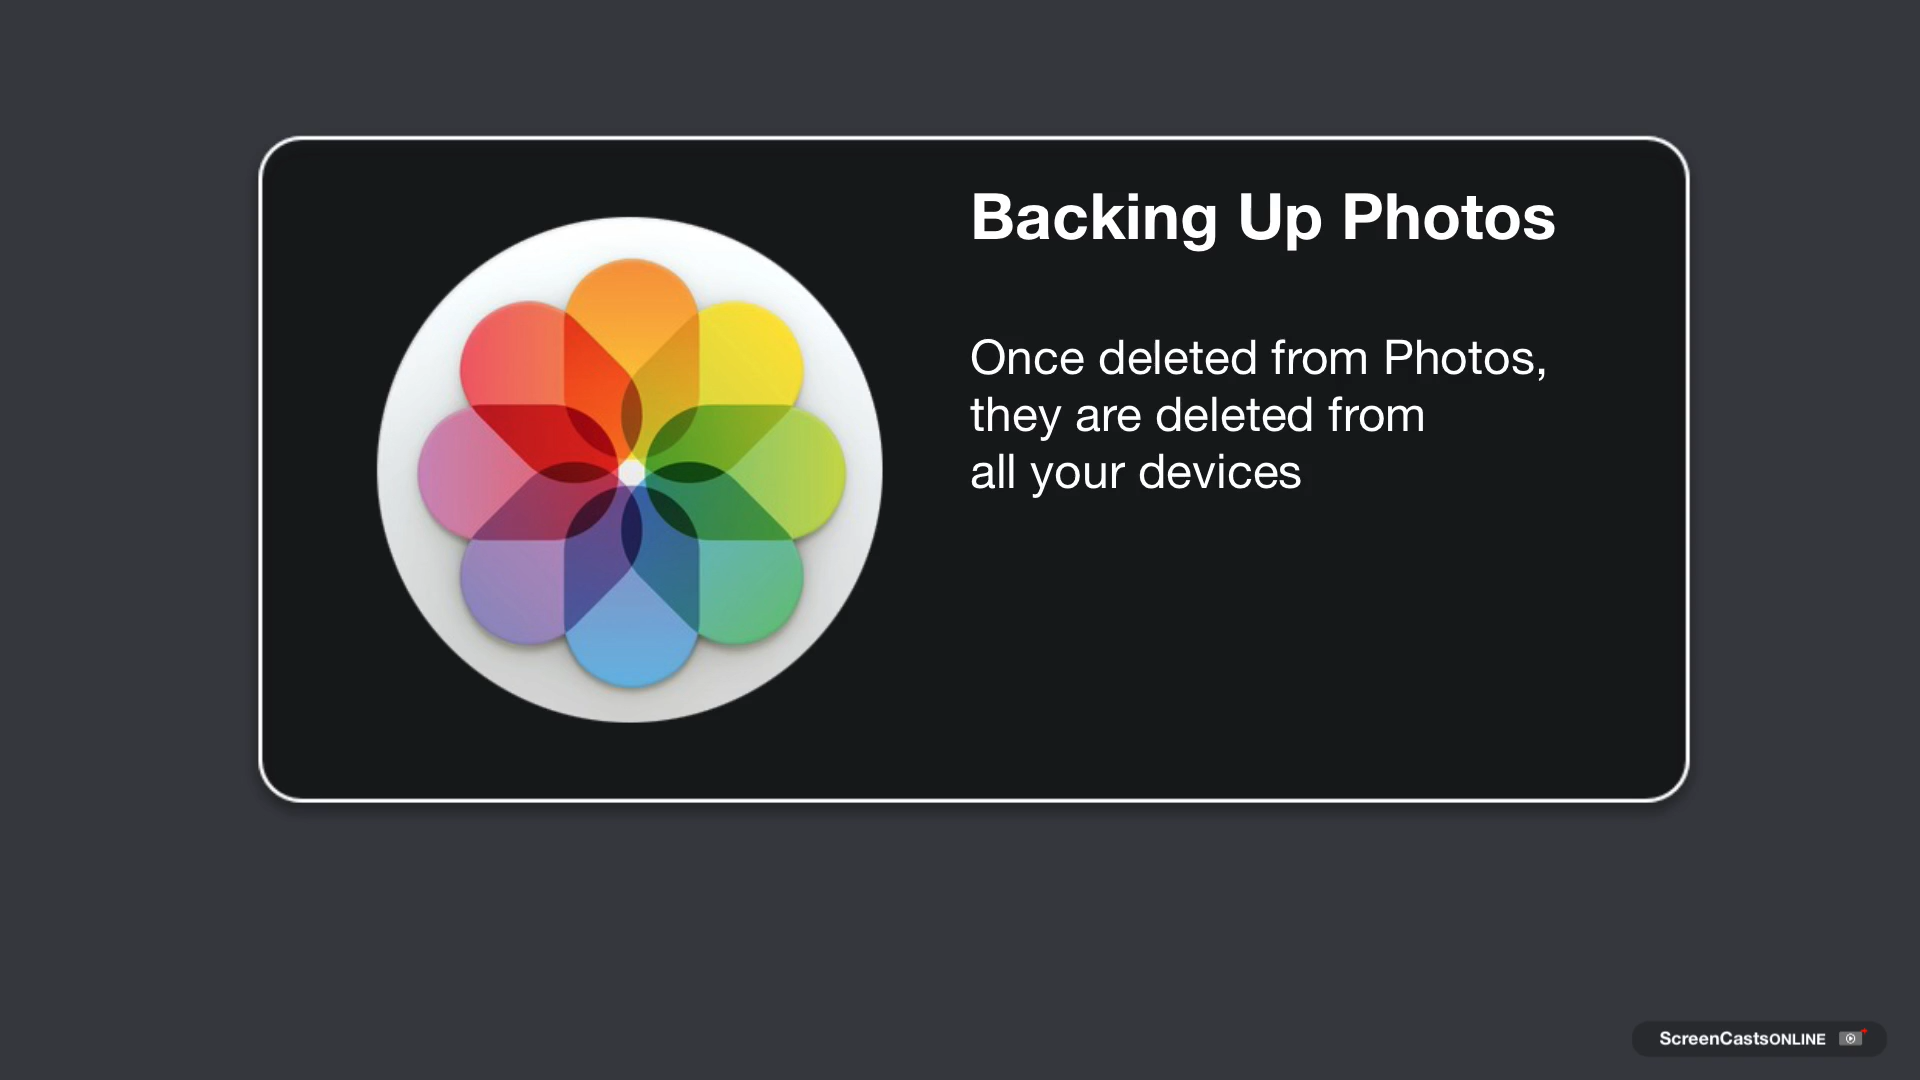 Backing Up Photos
Once deleted from Photos,
they are deleted from
all your devices
ScreenCastsONLINE